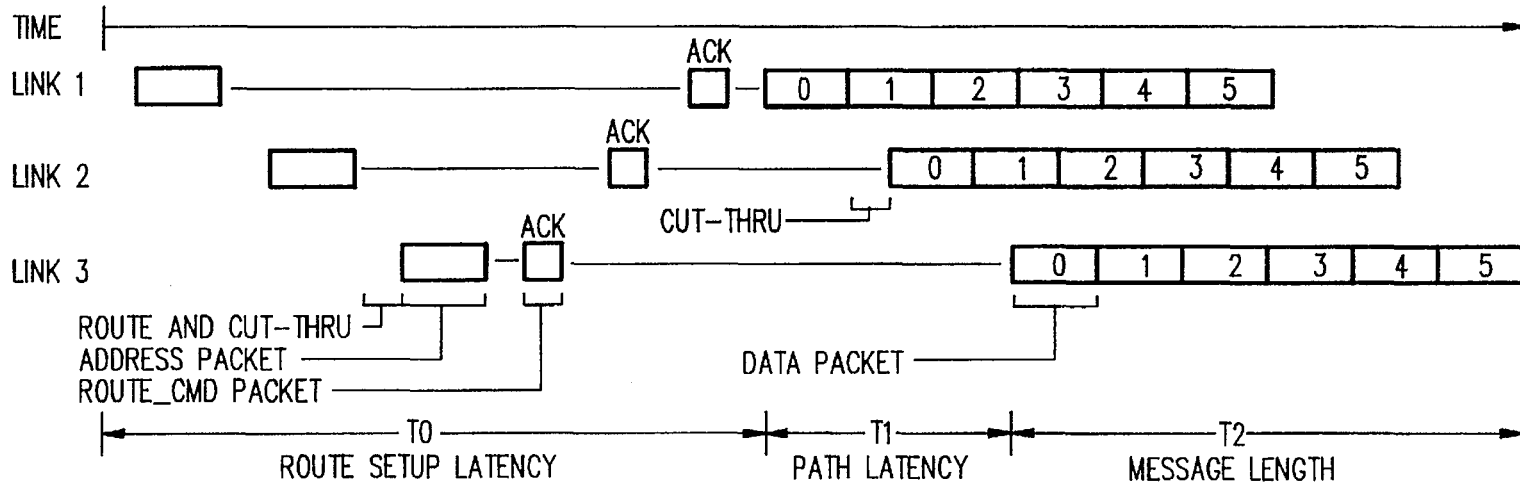 TIME
ACK
LINK 1
0 1 2 3 4 5
ACK
LINK 2
0 1 2 3 4 5
CUT-THRU
ACK
LINK 3
0 1 2 3 4 5
ROUTE AND CUT-THRU
ADDRESS PACKET
DATA PACKET
ROUTE_CMD PACKET
T0 T1 T2
ROUTE SETUP LATENCY PATH LATENCY MESSAGE LENGTH